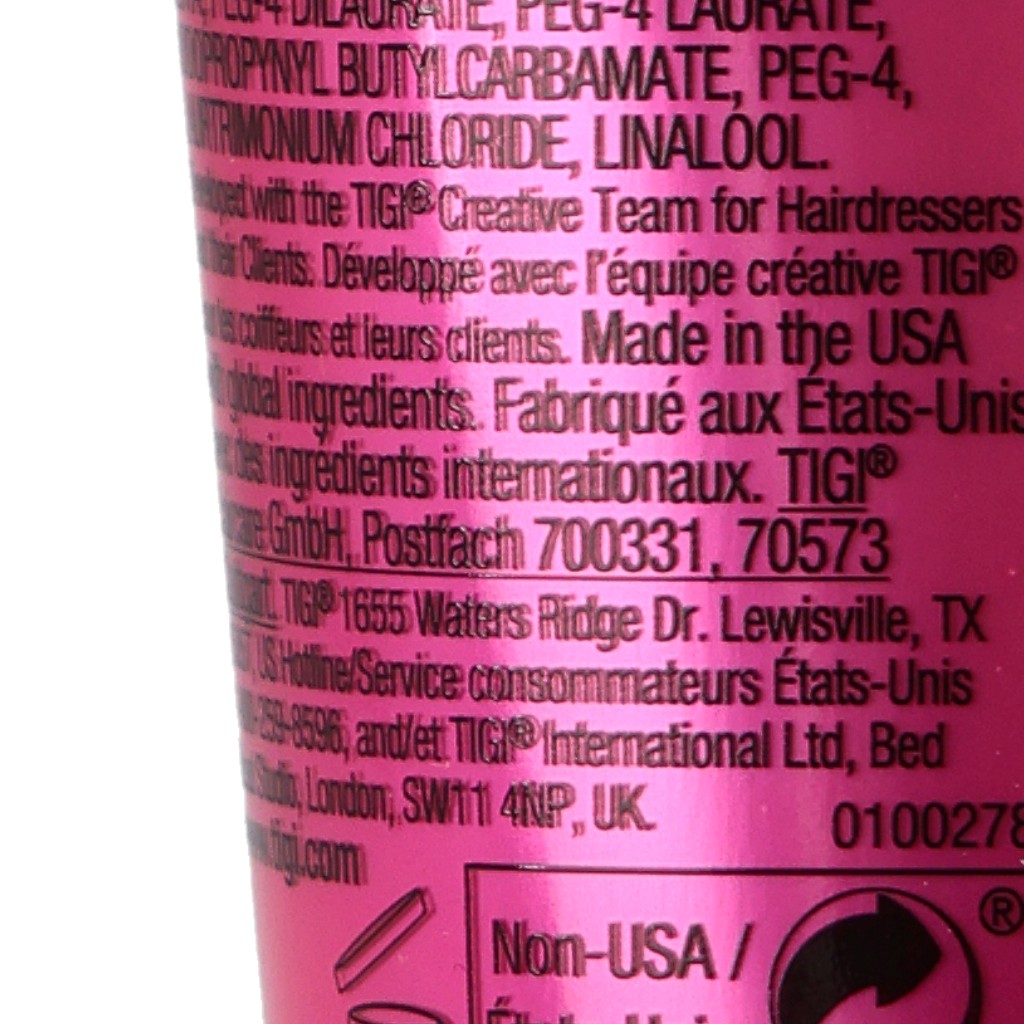 PEG-4 DILAURATE, PEG-4 LAURATE,
BUTYLCARBAMATE, PEG-4,
CHLORIDE, LINALOOL.
with the TIGI® Creative Team for Hairdressers
Clients. Développé avec l'équipe créative TIGI®
coiffeurs et leurs clients. Made in the USA
global ingredients. Fabriqué aux États-Unis
des ingrédients internationaux. TIGI®
GmbH, Postfach 700331, 70573
TIGI® 1655 Waters Ridge Dr. Lewisville, TX
US Hotline/Service consommateurs États-Unis
259-8596, and/et TIGI® International Ltd, Bed
London, SW11 4NP, UK.
0100278
tigi.com
Non-USA /
®